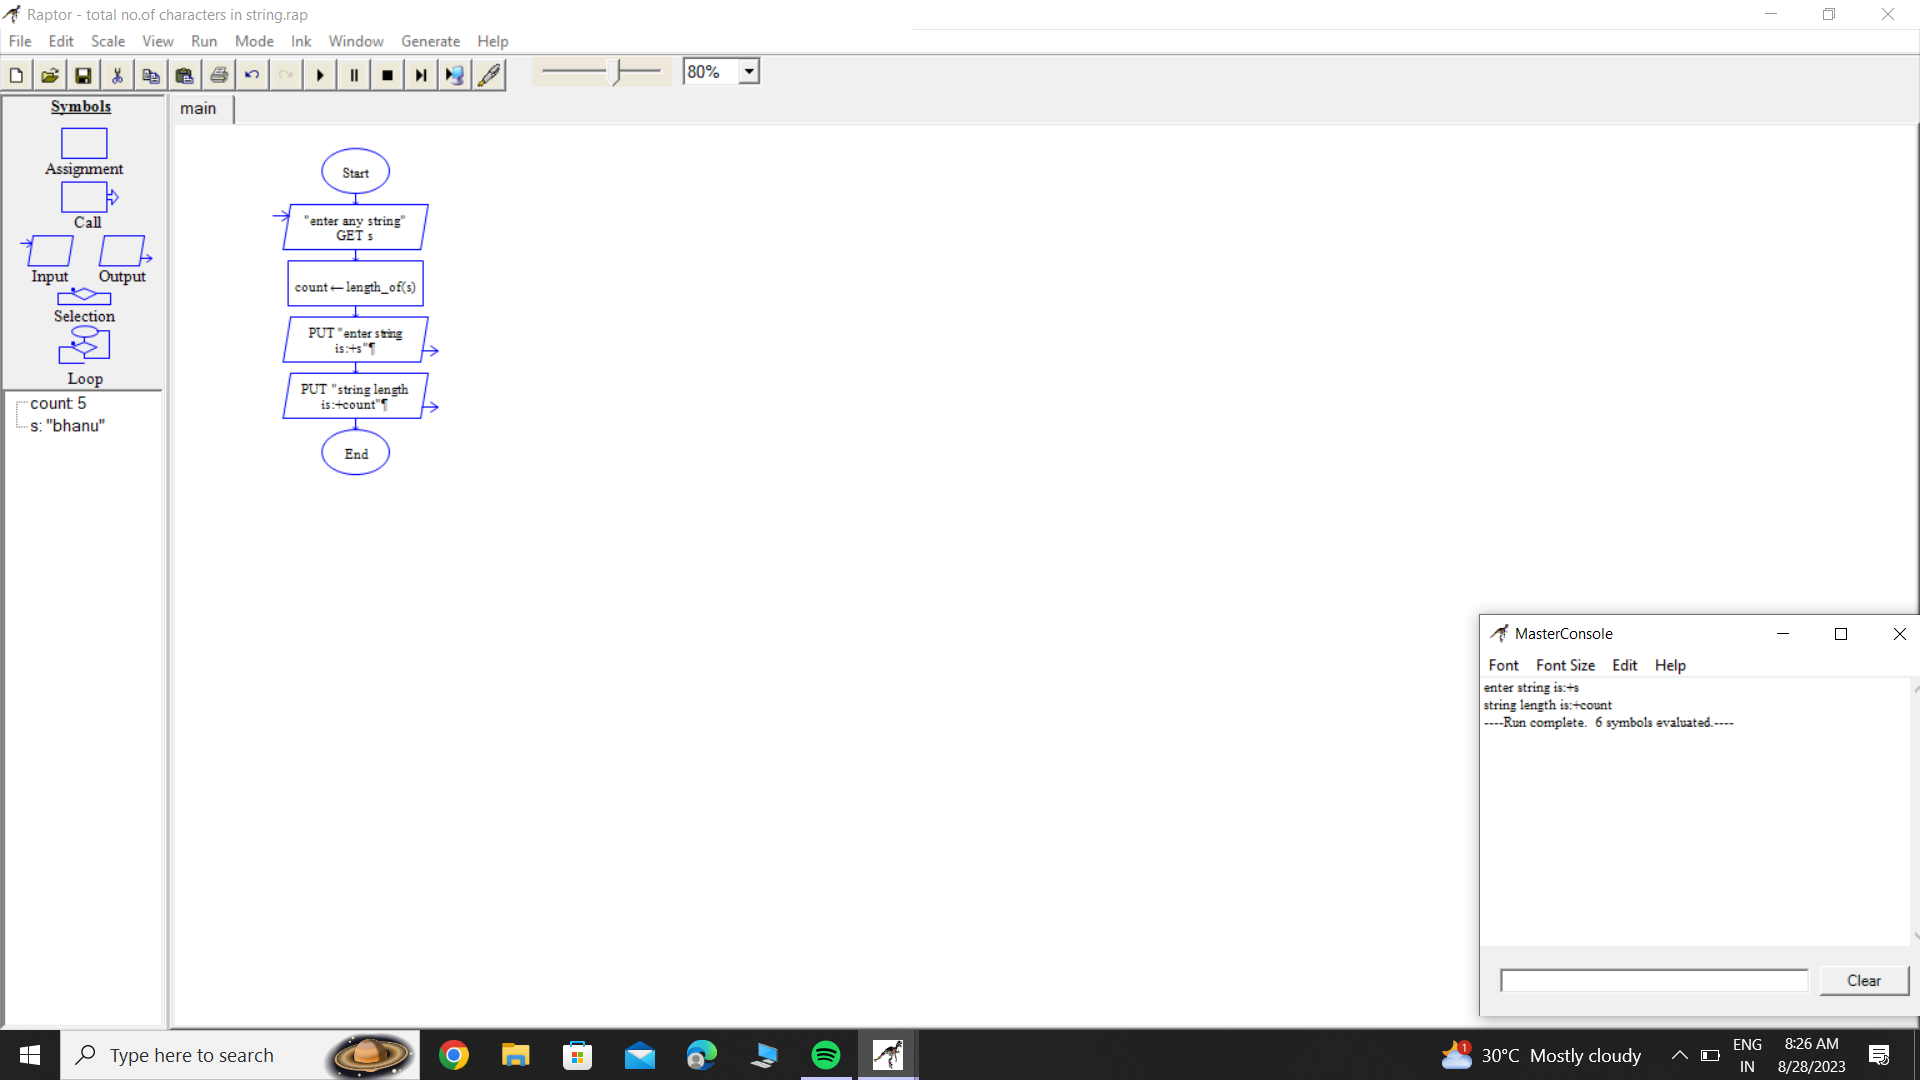 Raptor - total no.of characters in string.rap
File Edit Scale View Run Mode Ink Window Generate Help
80%
Symbols
main
Assignment
Call
Input Output
Selection
Loop
count: 5
s: "bhanu"
Start
"enter any string"
GET s
count←length_of(s)
PUT "enter string
is:+s"¶
PUT "string length
is:+count"¶
End
MasterConsole
Font Font Size Edit Help
enter string is:+s
string length is:+count
----Run complete.  6 symbols evaluated.----
Clear
Type here to search
1
30°C Mostly cloudy
ENG
IN
8:26 AM
8/28/2023